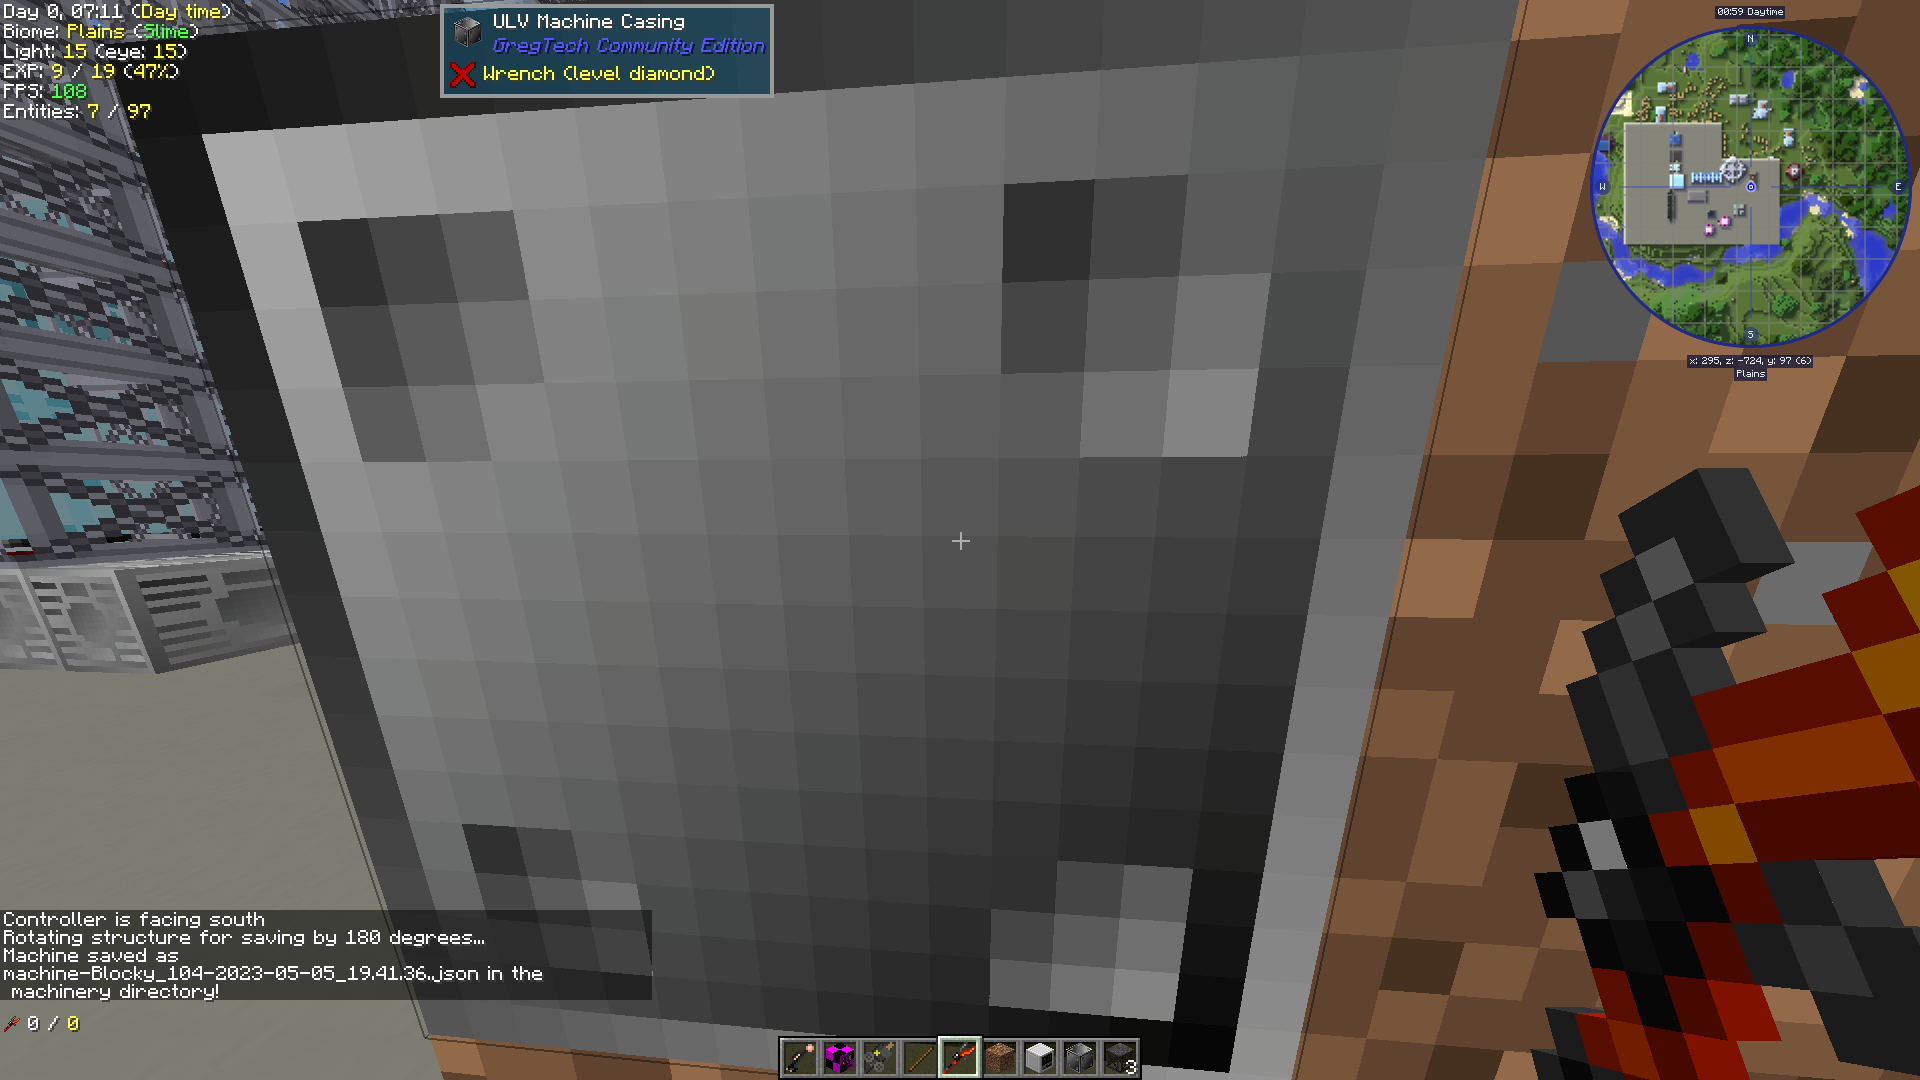 Day 0, 07:11 (Day time)
Biome: Plains (Slime)
Light: 15 (eye: 15)
EXP: 9 / 19 (47%)
FPS: 108
Entities: 7 / 97
ULV Machine Casing
GregTech Community Edition
Wrench (level diamond)
00:59 Daytime
N
W
E
S
x: 295, z: -724, y: 97 (6)
Plains
Controller is facing south
Rotating structure for saving by 180 degrees…
Machine saved as
machine-Blocky_104-2023-05-05_19.41.36..json in the
machinery directory!
0 / 0
3